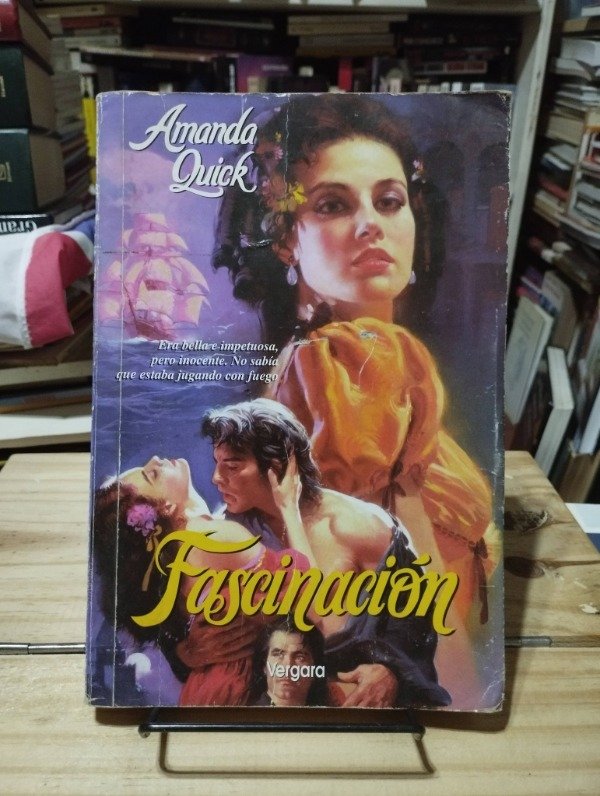 Amanda
Quick
Era bella e impetuosa,
pero inocente. No sabía
que estaba jugando con fuego
Fascinación
Vergara